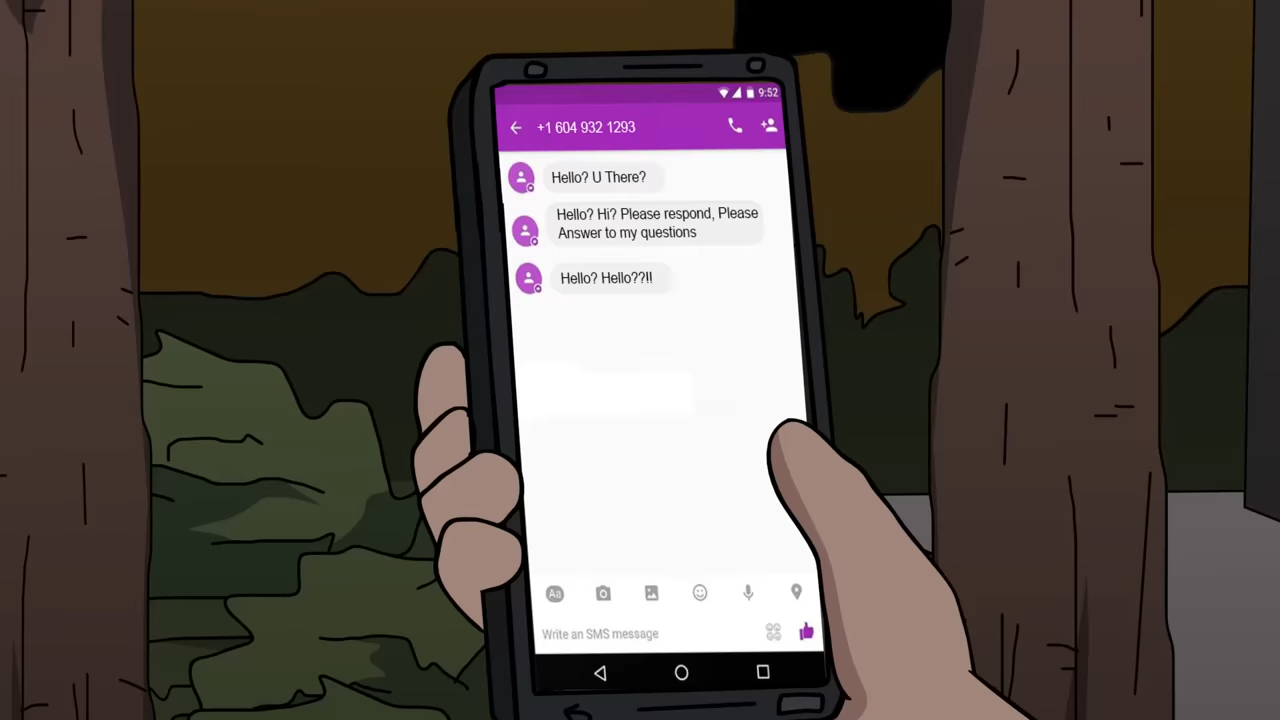 9:52
+1 604 932 1293
Hello? U There?
Hello? Hi? Please respond, Please
Answer to my questions
Hello? Hello??!!
Aa
Write an SMS message